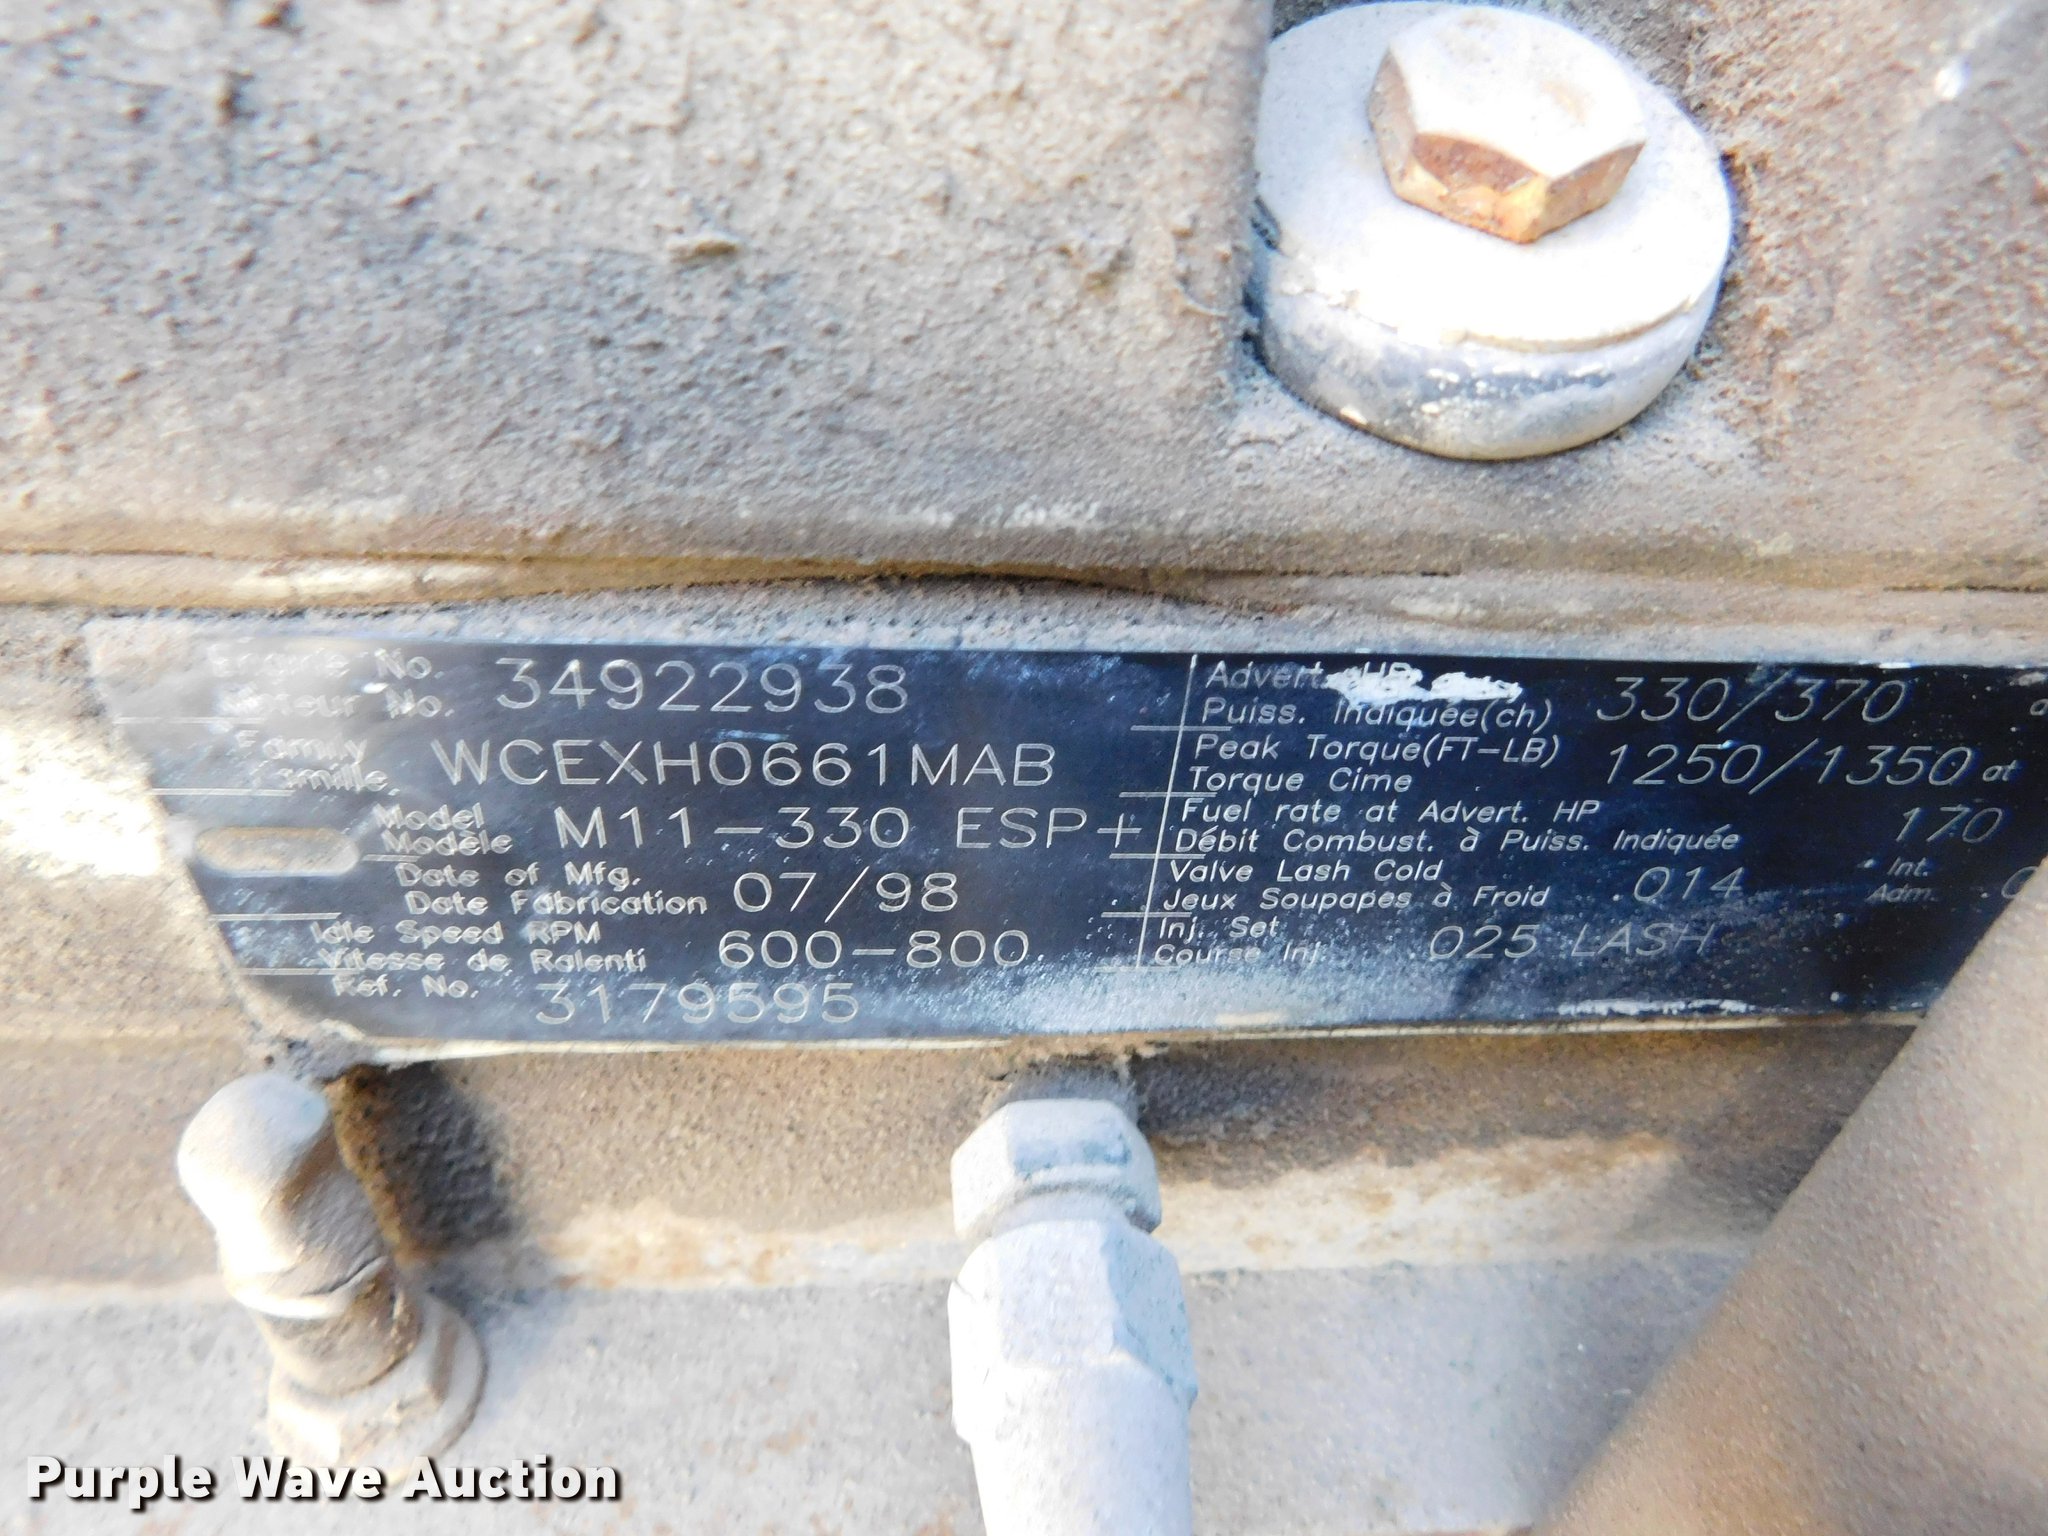 Engine No. 34922938
Moteur No.
Family WCEXH0661MAB
Famille.
Model M11-330 ESP+
Modèle
Date of Mfg. 07/98
Date Fabrication
Idle Speed RPM 600-800
Vitesse de Ralenti
Ref. No. 3179595
Advert. HP 330/370
Puiss. Indiquée(ch)
Peak Torque(FT-LB) 1250/1350 at
Torque Cime
Fuel rate at Advert. HP 170
Débit Combust. à Puiss. Indiquée
Valve Lash Cold .014 Int.
Jeux Soupapes à Froid Adm.
Inj. Set .025 LASH
Course Inj.
Purple Wave Auction